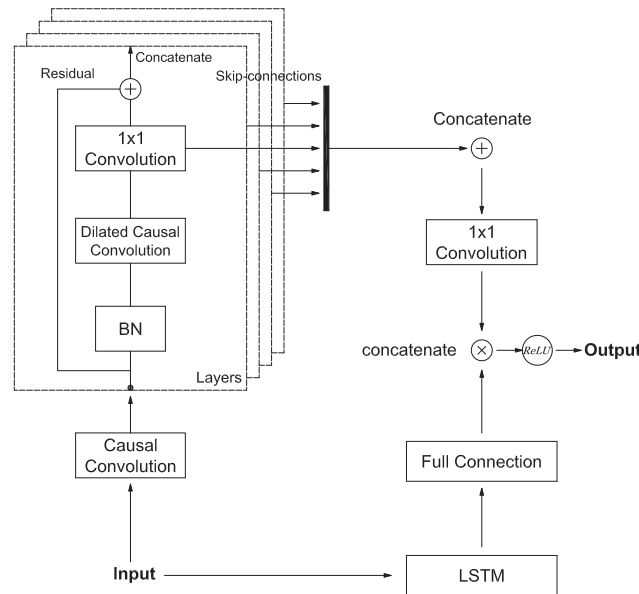 Concatenate
Residual
Skip-connections
1x1
Convolution
Concatenate
Dilated Causal
Convolution
1x1
Convolution
BN
concatenate
ReLU
Output
Layers
Causal
Convolution
Full Connection
Input
LSTM